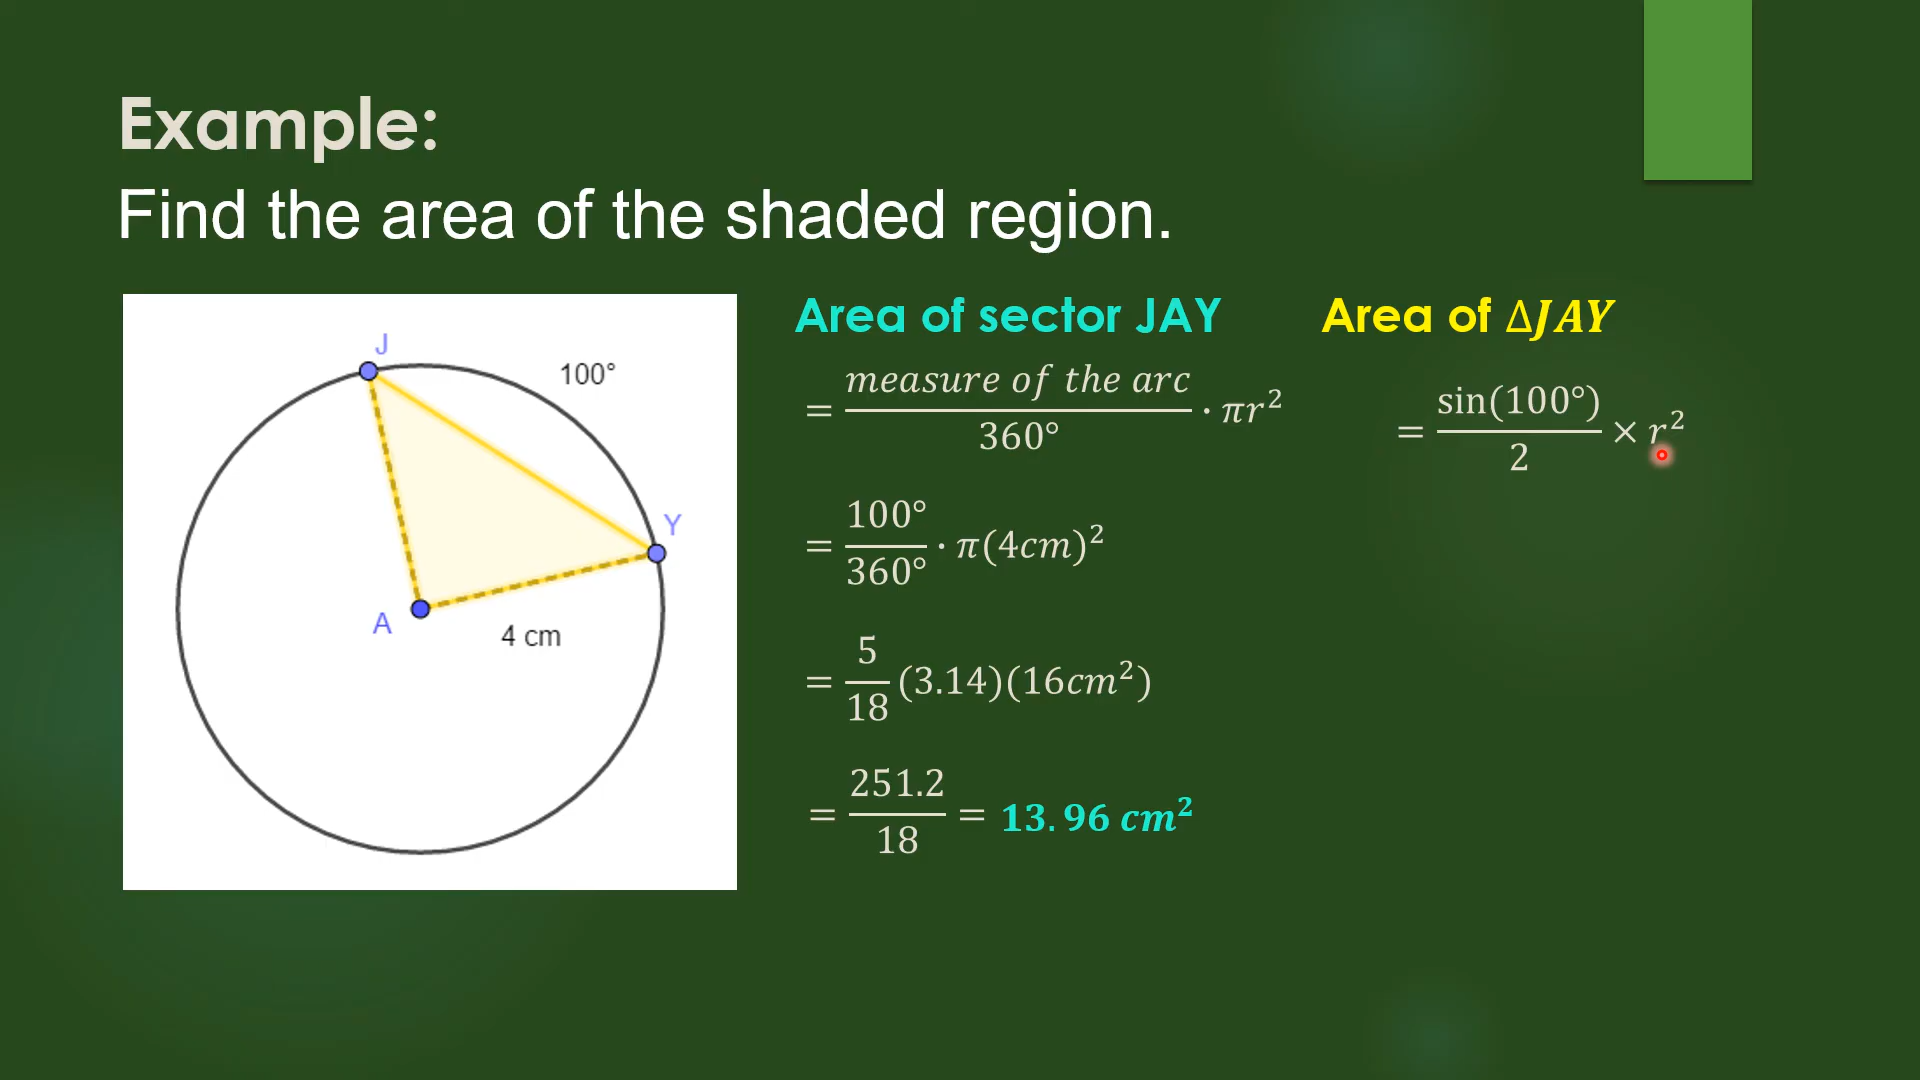 Example:
Find the area of the shaded region.
J
100°
Y
A
4 cm
Area of sector JAY
= measure of the arc / 360° · πr²
= 100° / 360° · π(4cm)²
= 5 / 18 (3.14)(16cm²)
= 251.2 / 18 = 13.96 cm²
Area of ΔJAY
= sin(100°) / 2 × r²